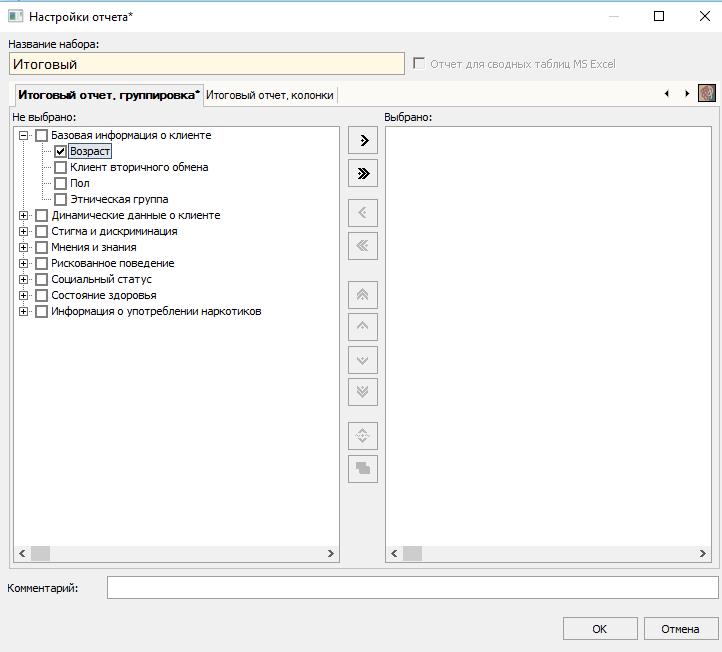 Настройки отчета*
Название набора:
Итоговый
Отчет для сводных таблиц MS Excel
Итоговый отчет, группировка* Итоговый отчет, колонки
Не выбрано:
Выбрано:
Базовая информация о клиенте
Возраст
Клиент вторичного обмена
Пол
Этническая группа
Динамические данные о клиенте
Стигма и дискриминация
Мнения и знания
Рискованное поведение
Социальный статус
Состояние здоровья
Информация о употреблении наркотиков
Комментарий:
OK
Отмена